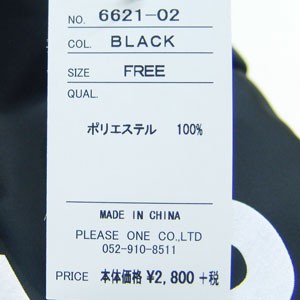 NO. 6621-02
COL. BLACK
SIZE FREE
QUAL.
ポリエステル 100%
MADE IN CHINA
PLEASE ONE CO.,LTD
052-910-8511
PRICE 本体価格 ¥2,800 +税